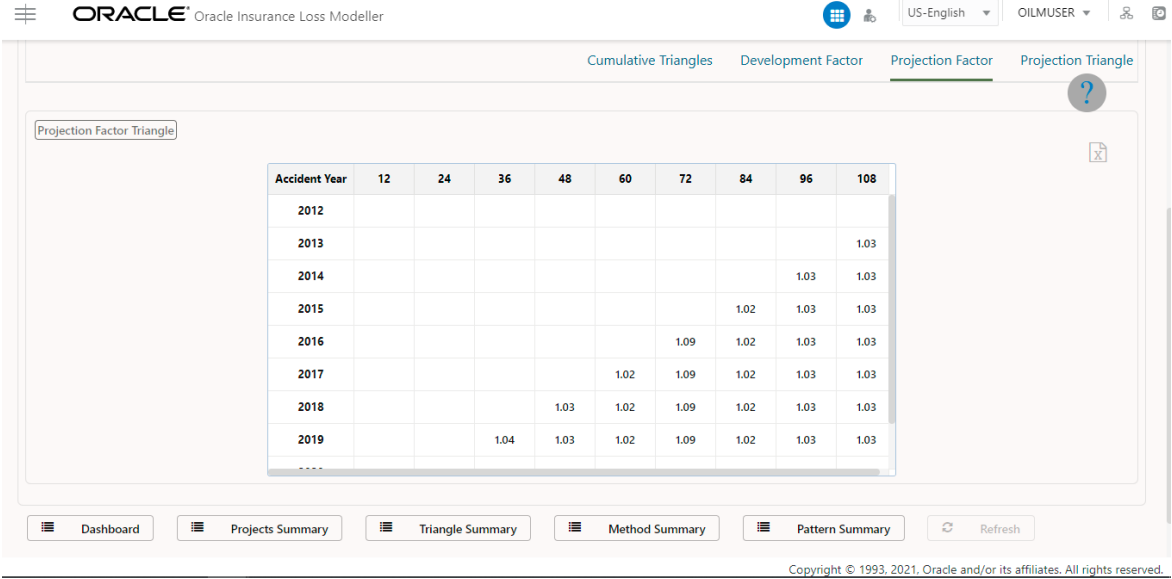 ORACLE® Oracle Insurance Loss Modeller US-English OILMUSER
Cumulative Triangles Development Factor Projection Factor Projection Triangle
?
Projection Factor Triangle
Accident Year 12 24 36 48 60 72 84 96 108
2012
2013 1.03
2014 1.03 1.03
2015 1.02 1.03 1.03
2016 1.09 1.02 1.03 1.03
2017 1.02 1.09 1.02 1.03 1.03
2018 1.03 1.02 1.09 1.02 1.03 1.03
2019 1.04 1.03 1.02 1.09 1.02 1.03 1.03
Dashboard Projects Summary Triangle Summary Method Summary Pattern Summary Refresh
Copyright © 1993, 2021, Oracle and/or its affiliates. All rights reserved.